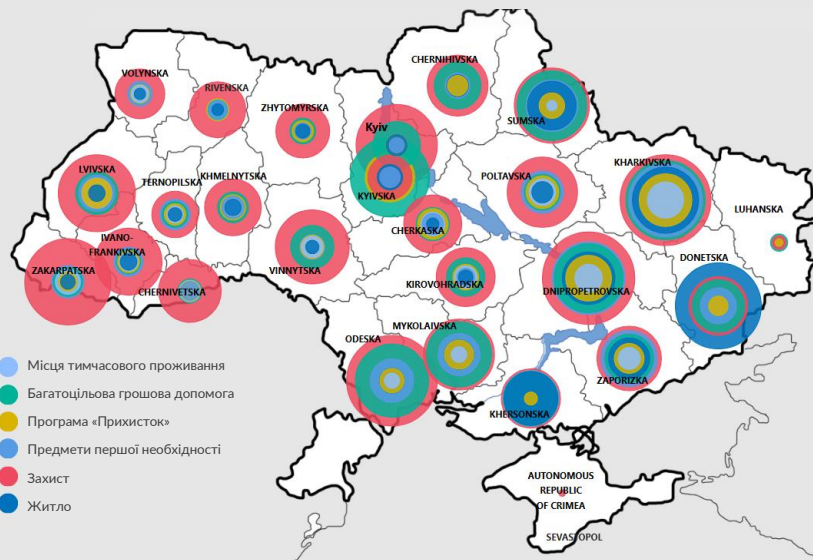 CHERNIHIVSKA
VOLYNSKA
RIVENSKA
ZHYTOMYRSKA
SUMSKA
Kyiv
LVIVSKA
TERNOPILSKA
KHMELNYTSKA
KYIVSKA
POLTAVSKA
KHARKIVSKA
LUHANSKA
CHERKASKA
IVANO-
FRANKIVSKA
ZAKARPATSKA
CHERNIVETSKA
VINNYTSKA
KIROVOHRADSKA
DNIPROPETROVSKA
DONETSKA
MYKOLAIVSKA
ODESKA
ZAPORIZKA
KHERSONSKA
Місця тимчасового проживання
Багатоцільова грошова допомога
Програма «Прихисток»
Предмети першої необхідності
Захист
Житло
AUTONOMOUS
REPUBLIC
OF CRIMEA
SEVASTOPOL